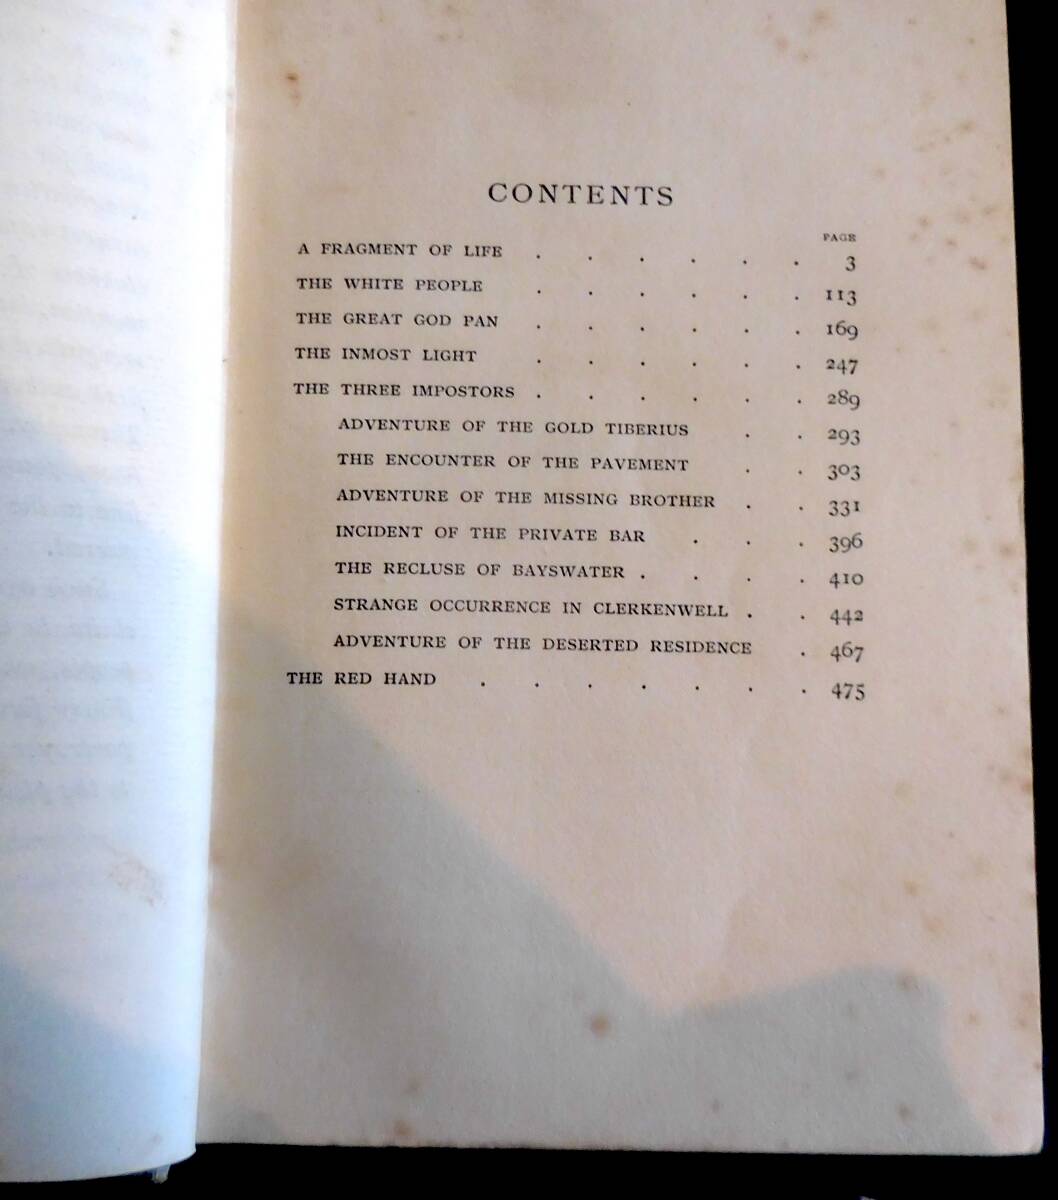 CONTENTS
PAGE
A FRAGMENT OF LIFE . . . . . . 3
THE WHITE PEOPLE . . . . . . 113
THE GREAT GOD PAN . . . . . . 169
THE INMOST LIGHT . . . . . . 247
THE THREE IMPOSTORS . . . . . . 289
ADVENTURE OF THE GOLD TIBERIUS . . 293
THE ENCOUNTER OF THE PAVEMENT . . 303
ADVENTURE OF THE MISSING BROTHER . . 331
INCIDENT OF THE PRIVATE BAR . . . 396
THE RECLUSE OF BAYSWATER . . . . 410
STRANGE OCCURRENCE IN CLERKENWELL . . 442
ADVENTURE OF THE DESERTED RESIDENCE . 467
THE RED HAND . . . . . . . 475